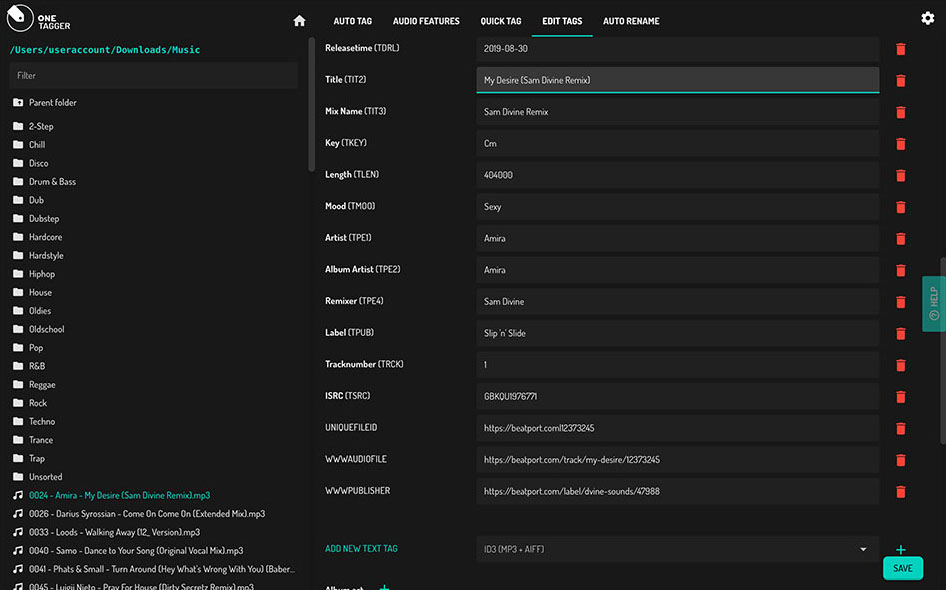 ONE
TAGGER
AUTO TAG
AUDIO FEATURES
QUICK TAG
EDIT TAGS
AUTO RENAME
/Users/useraccount/Downloads/Music
Filter
Parent folder
2-Step
Chill
Disco
Drum & Bass
Dub
Dubstep
Hardcore
Hardstyle
Hiphop
House
Oldies
Oldschool
Pop
R&B
Reggae
Rock
Techno
Trance
Trap
Unsorted
0024 - Amira - My Desire (Sam Divine Remix).mp3
0026 - Darius Syrossian - Come On Come On (Extended Mix).mp3
0033 - Loods - Walking Away (12_ Version).mp3
0040 - Samo - Dance to Your Song (Original Vocal Mix).mp3
0041 - Phats & Small - Turn Around (Hey What's Wrong With You) (Baber...
0045 - Luigii Nieto - Pray For House (Dirty Secretz Remix).mp3
Releasetime (TDRL) 2019-08-30
Title (TIT2) My Desire (Sam Divine Remix)
Mix Name (TIT3) Sam Divine Remix
Key (TKEY) Cm
Length (TLEN) 404000
Mood (TMOO) Sexy
Artist (TPE1) Amira
Album Artist (TPE2) Amira
Remixer (TPE4) Sam Divine
Label (TPUB) Slip 'n' Slide
Tracknumber (TRCK) 1
ISRC (TSRC) GBKQU1976771
UNIQUEFILEID https://beatport.com|12373245
WWWAUDIOFILE https://beatport.com/track/my-desire/12373245
WWWPUBLISHER https://beatport.com/label/dvine-sounds/47988
ADD NEW TEXT TAG ID3 (MP3 + AIFF)
Album art
HELP
SAVE